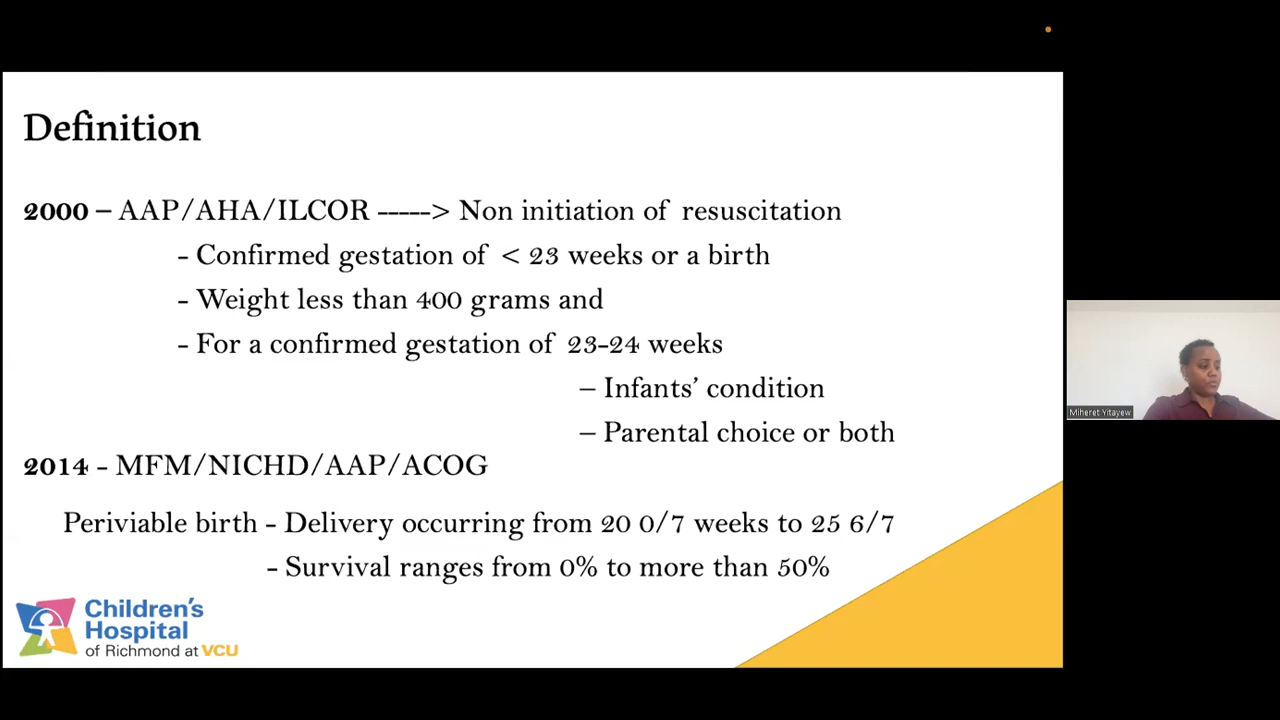 Definition
2000 – AAP/AHA/ILCOR -----> Non initiation of resuscitation
- Confirmed gestation of < 23 weeks or a birth
- Weight less than 400 grams and
- For a confirmed gestation of 23-24 weeks
– Infants’ condition
– Parental choice or both
2014 - MFM/NICHD/AAP/ACOG
Periviable birth - Delivery occurring from 20 0/7 weeks to 25 6/7
- Survival ranges from 0% to more than 50%
Children's
Hospital
of Richmond at VCU
Miheret Yitayew